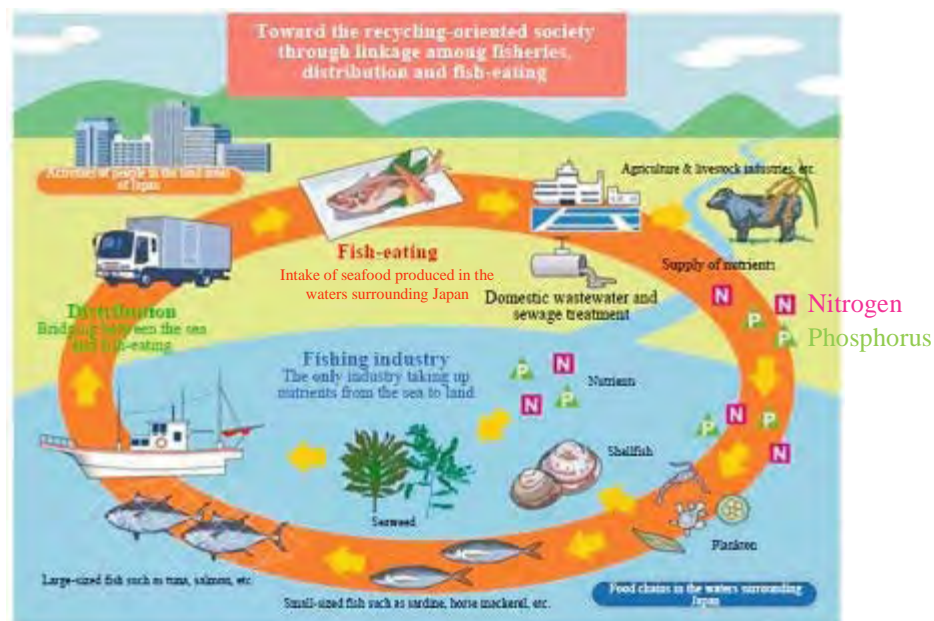 Toward the recycling-oriented society
through linkage among fisheries,
distribution and fish-eating
Activities of people in the land areas
of Japan
Agriculture & livestock industries, etc.
Fish-eating
Intake of seafood produced in the
waters surrounding Japan
Supply of nutrients
Domestic wastewater and
sewage treatment
N
N
P
P
Nitrogen
Phosphorus
Distribution
Bridging between the sea
and fish-eating
Fishing industry
The only industry taking up
nutrients from the sea to land
P
N
N
P
Nutrients
P
N
P
N
Shellfish
Seaweed
Plankton
Large-sized fish such as tuna, salmon, etc.
Small-sized fish such as sardine, horse mackerel, etc.
Food chains in the waters surrounding
Japan